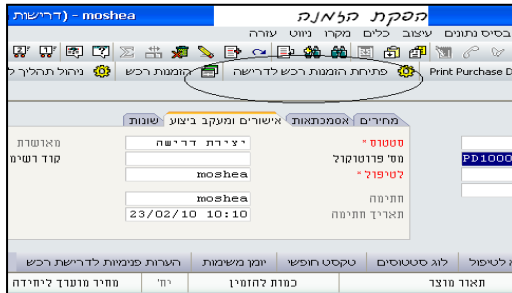 (דרישות - moshea
הפקת הזמנה
בסיס נתונים עיצוב כלים מקרו ניווט עזרה
Print Purchase D פתיחת הזמנות רכש לדרישה הזמנות רכש ניהול תהליך
מחירים אסמכתאות אישורים ומעקב ביצוע שונות
סטטוס * יצירת דרישה מאושרת
PD1000 מס' פרוטוקול קוד רשימ
לטיפול * moshea
חתימה moshea
תאריך חתימה 23/02/10 10:10
לטיפול לוג סטטוסים טקסט חופשי יומן משימות הערות פנימיות לדרישת רכש
תאור מוצר כמות להזמין יח' מחיר מוערך ליחידה